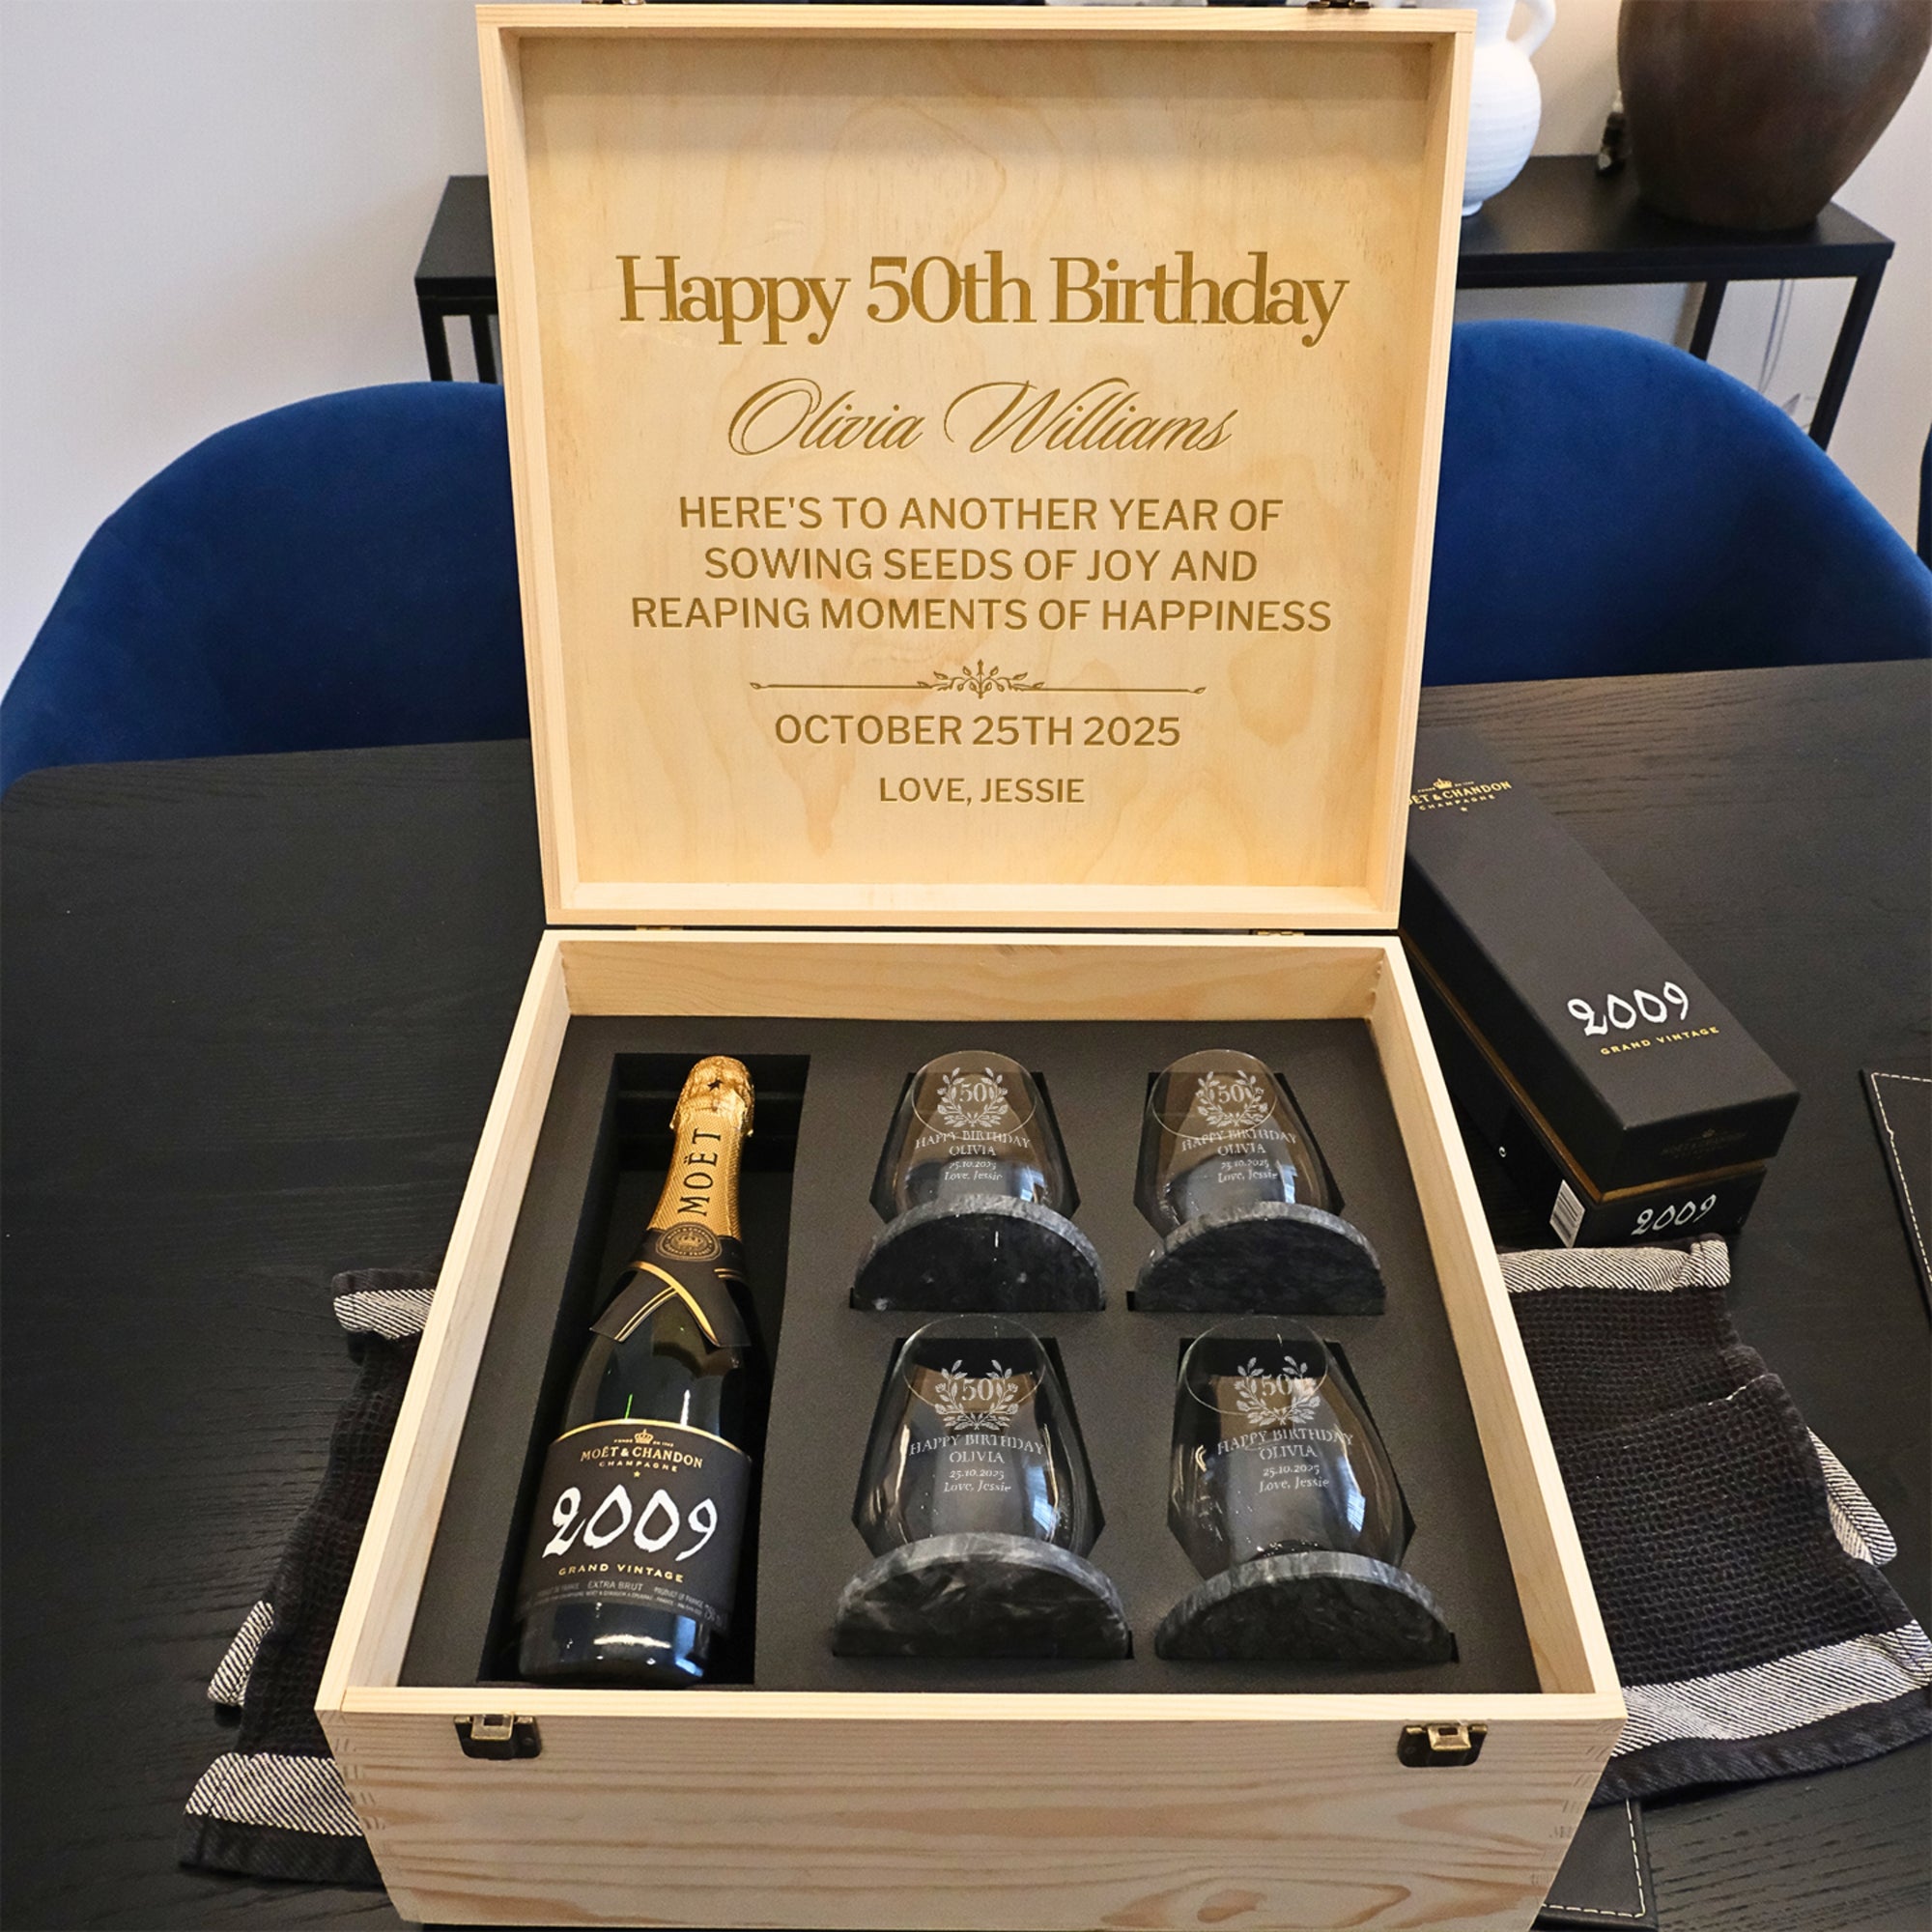 Happy 50th Birthday
Olivia Williams
HERE'S TO ANOTHER YEAR OF
SOWING SEEDS OF JOY AND
REAPING MOMENTS OF HAPPINESS
OCTOBER 25TH 2025
LOVE, JESSIE
MOËT & CHANDON
CHAMPAGNE
2009
GRAND VINTAGE
2009
MOËT
MOËT & CHANDON
CHAMPAGNE
2009
GRAND VINTAGE
EXTRA BRUT
50
HAPPY BIRTHDAY
OLIVIA
25.10.2025
Love, Jessie
50
HAPPY BIRTHDAY
OLIVIA
25.10.2025
Love, Jessie
50
HAPPY BIRTHDAY
OLIVIA
25.10.2025
Love, Jessie
50
HAPPY BIRTHDAY
OLIVIA
25.10.2025
Love, Jessie